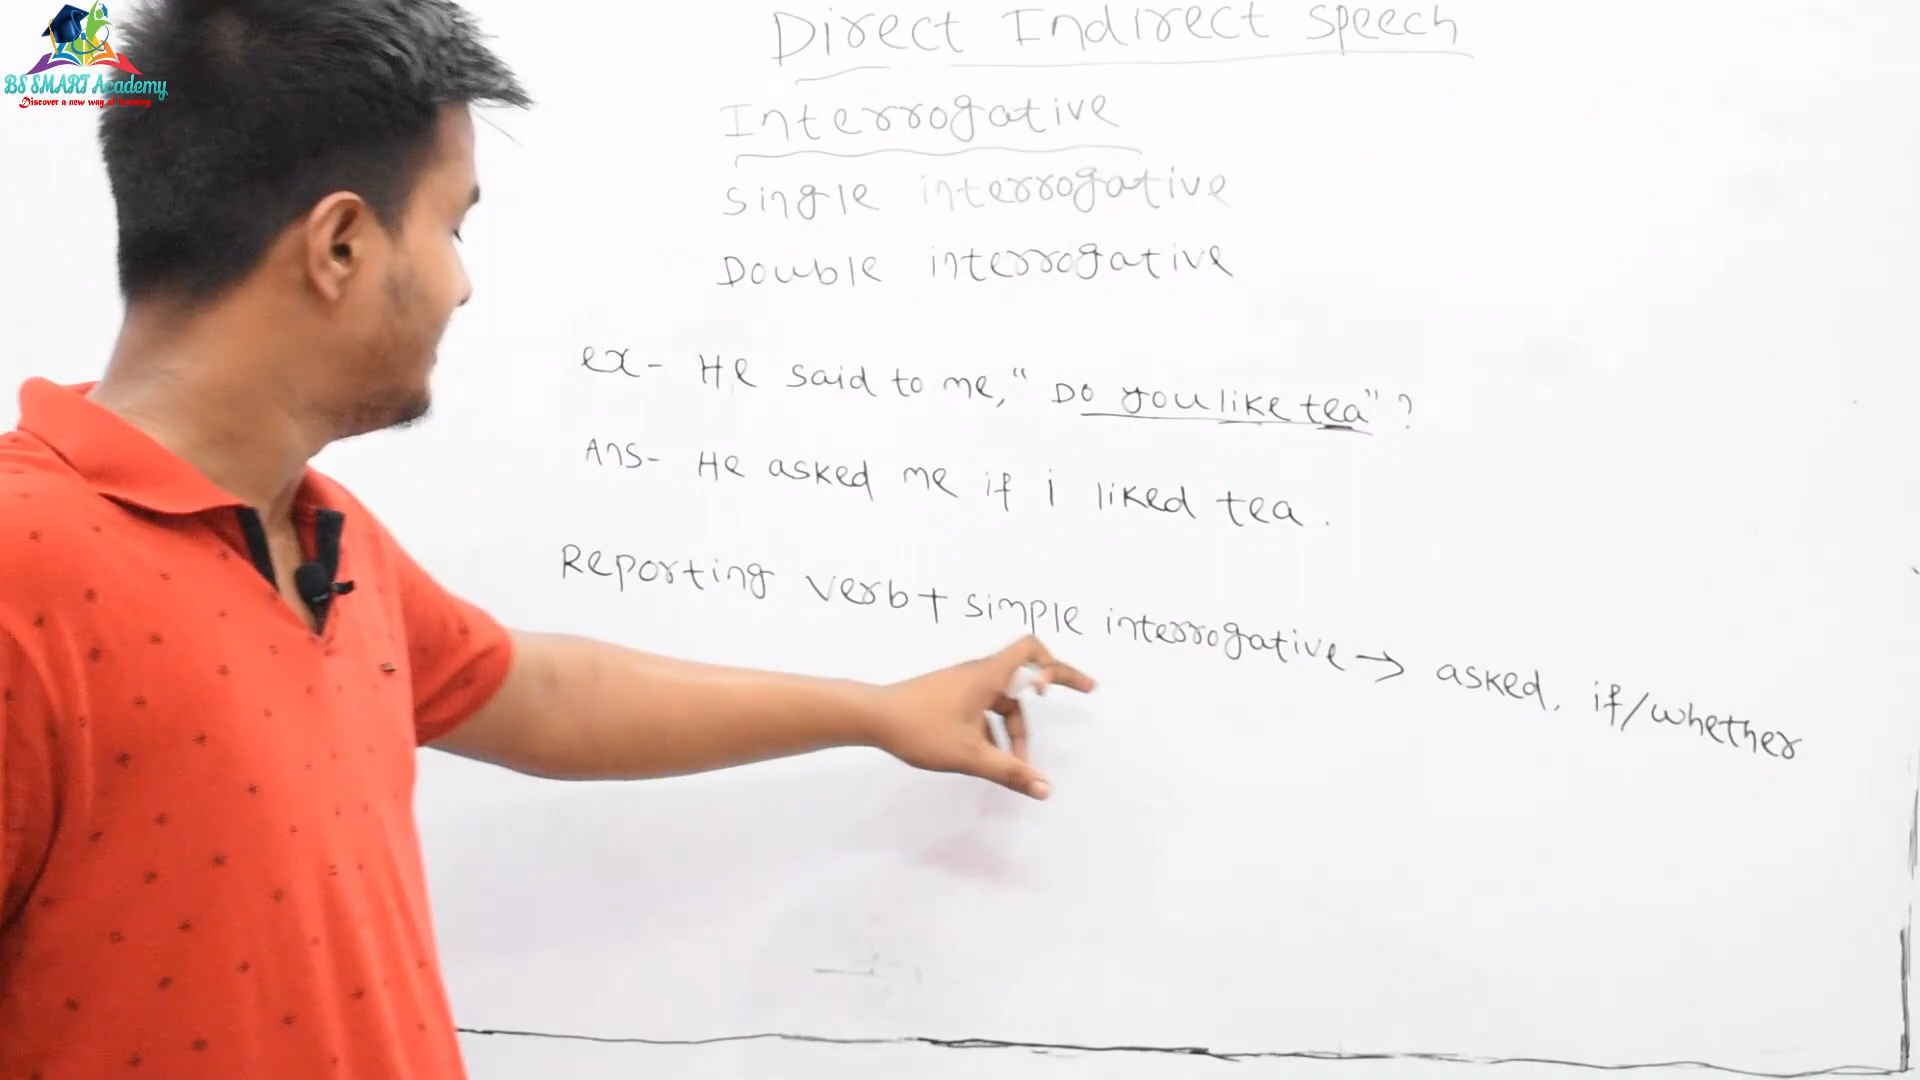 BS SMART Academy
Discover a new way of learning
Direct Indirect speech
Interrogative
single interrogative
Double interrogative
ex- He said to me, " Do you like tea" ?
Ans- He asked me if i liked tea.
Reporting verb + simple interrogative → asked, if/whether